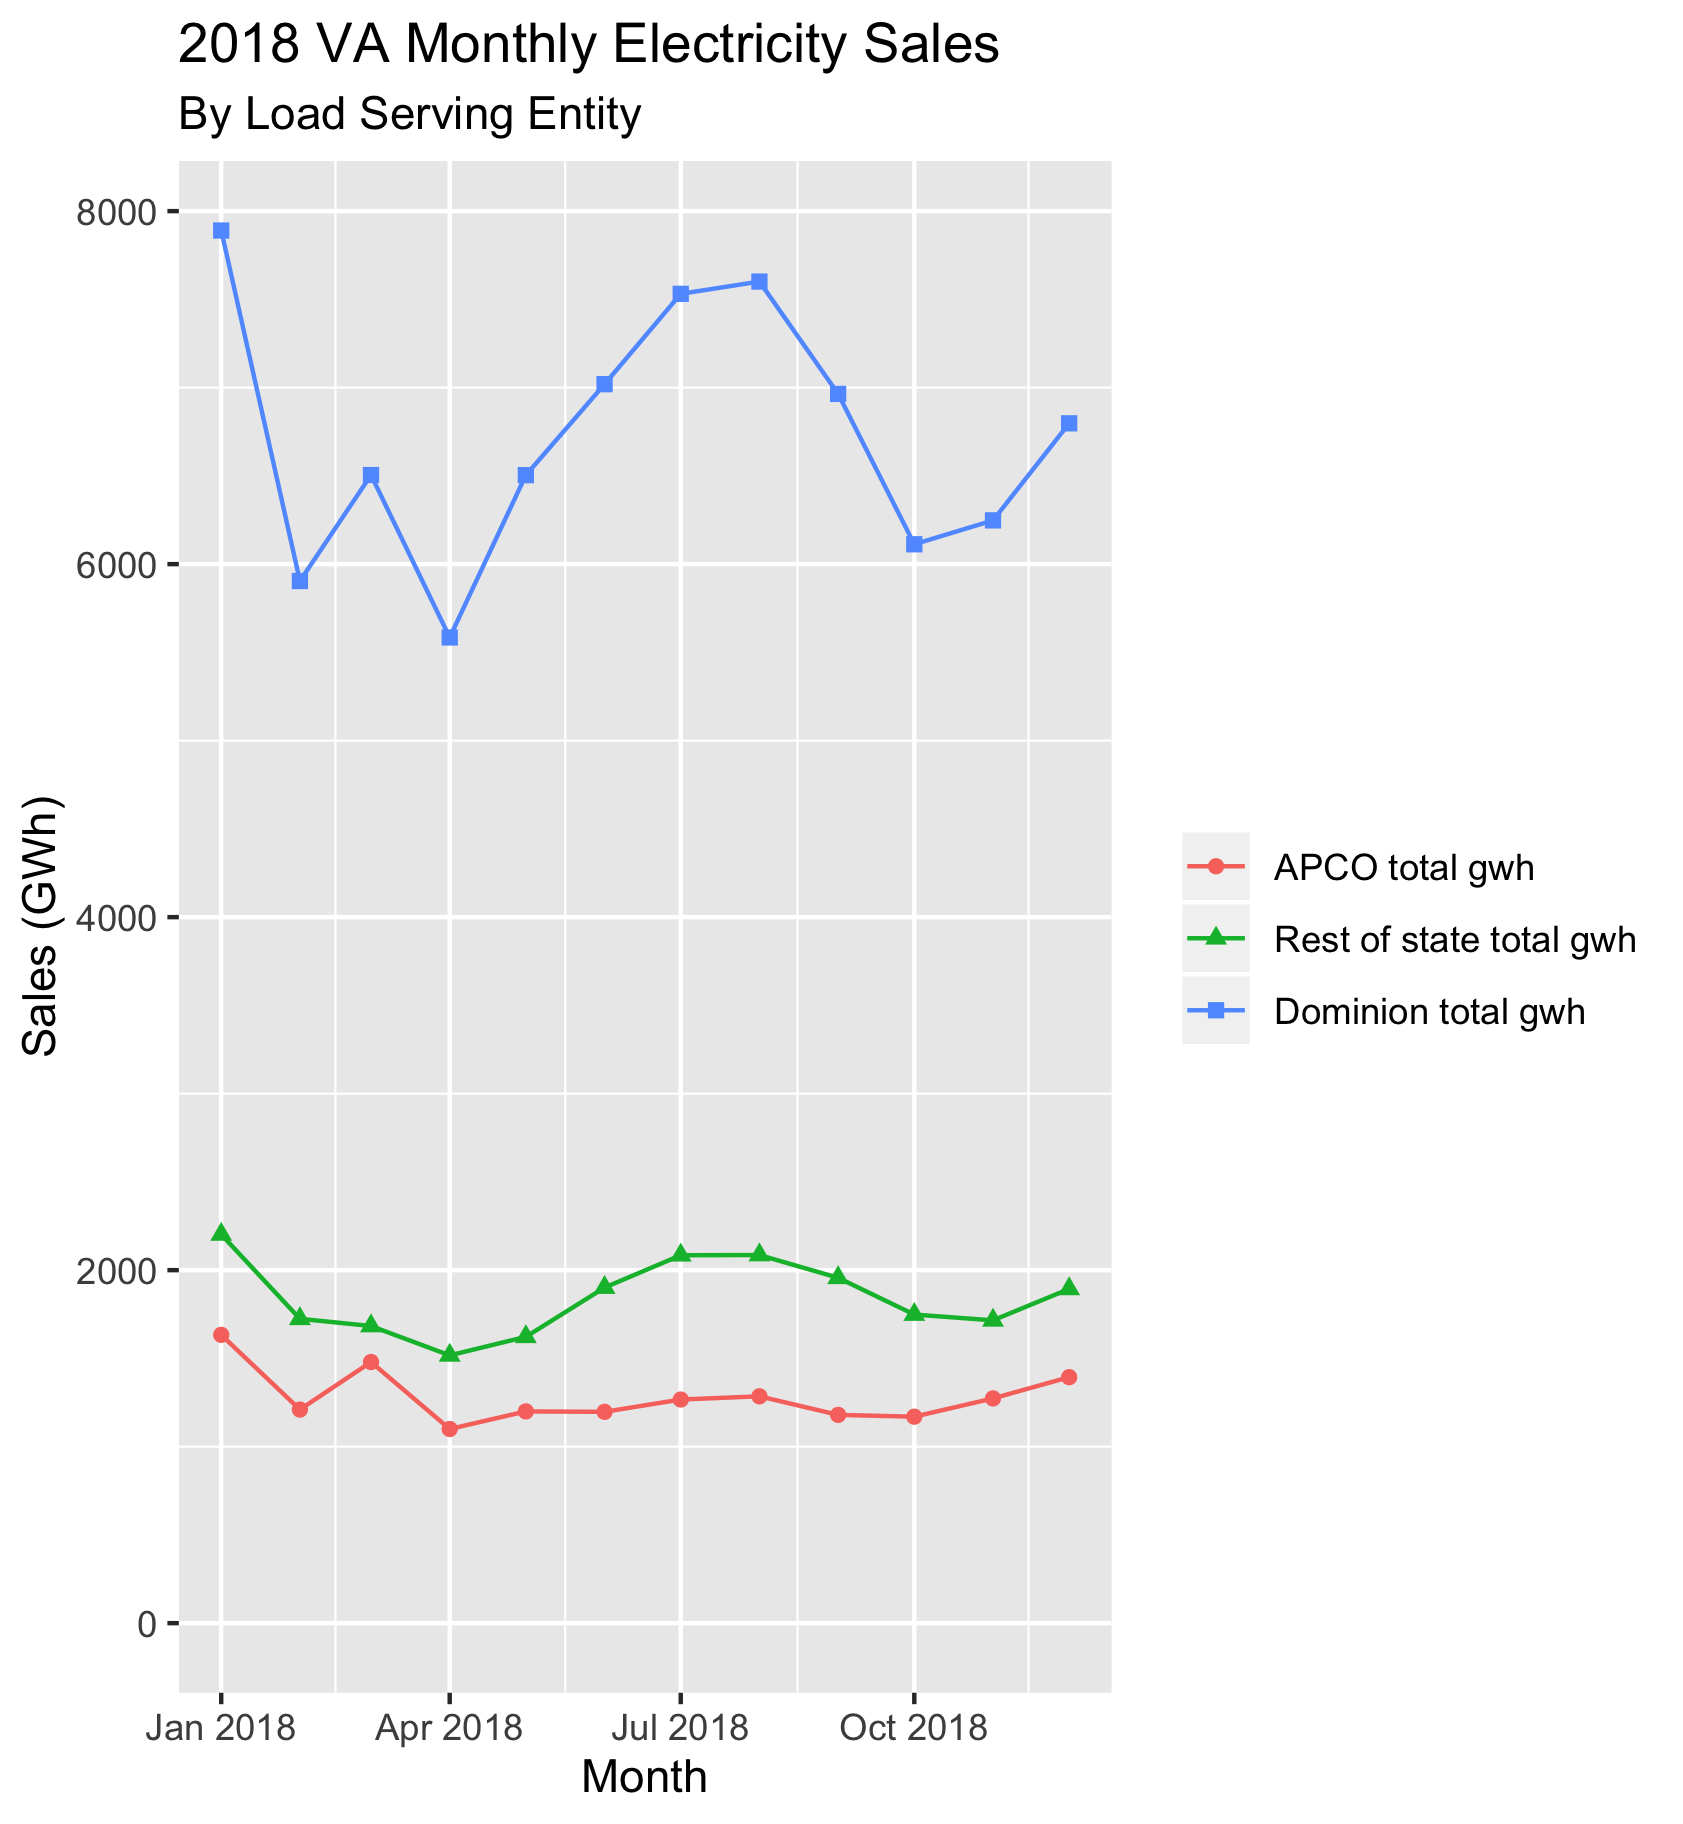 2018 VA Monthly Electricity Sales
By Load Serving Entity
8000
6000
4000
2000
0
Sales (GWh)
Jan 2018
Apr 2018
Jul 2018
Oct 2018
Month
APCO total gwh
Rest of state total gwh
Dominion total gwh